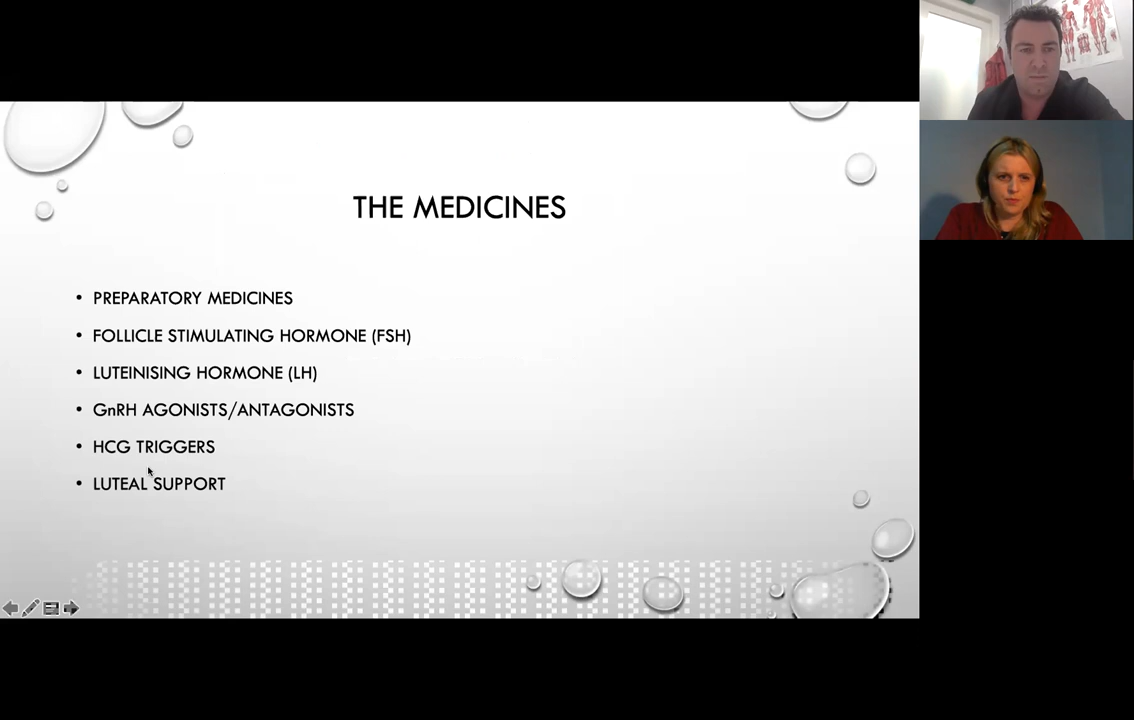 THE MEDICINES
• PREPARATORY MEDICINES
• FOLLICLE STIMULATING HORMONE (FSH)
• LUTEINISING HORMONE (LH)
• GnRH AGONISTS/ANTAGONISTS
• HCG TRIGGERS
• LUTEAL SUPPORT